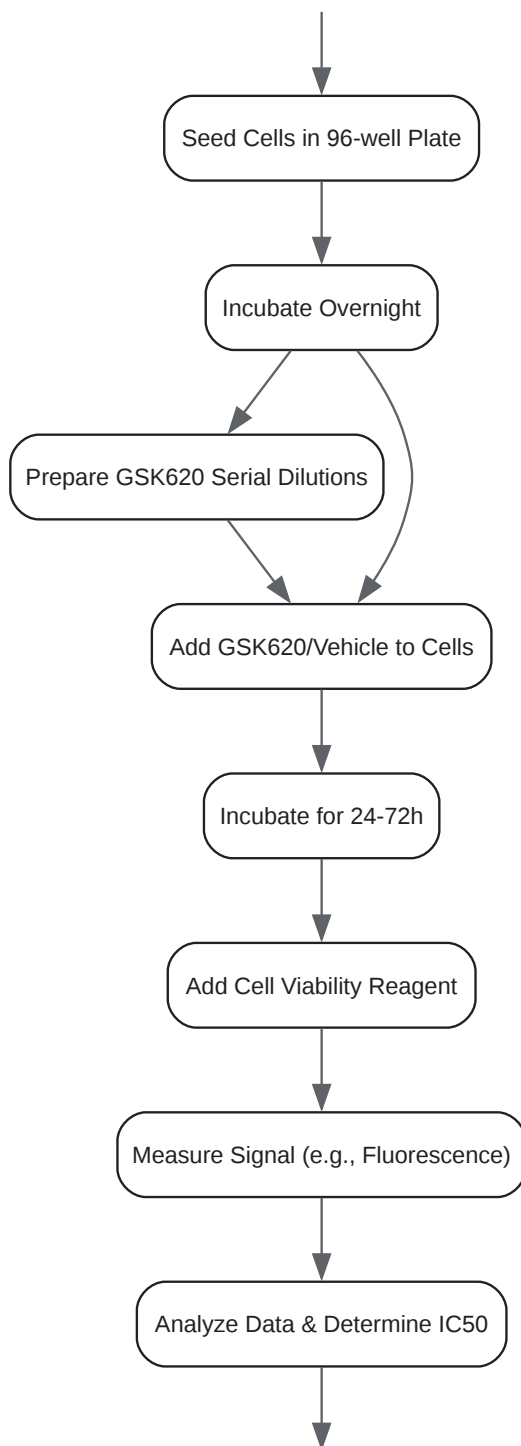 Seed Cells in 96-well Plate
Incubate Overnight
Prepare GSK620 Serial Dilutions
Add GSK620/Vehicle to Cells
Incubate for 24-72h
Add Cell Viability Reagent
Measure Signal (e.g., Fluorescence)
Analyze Data & Determine IC50